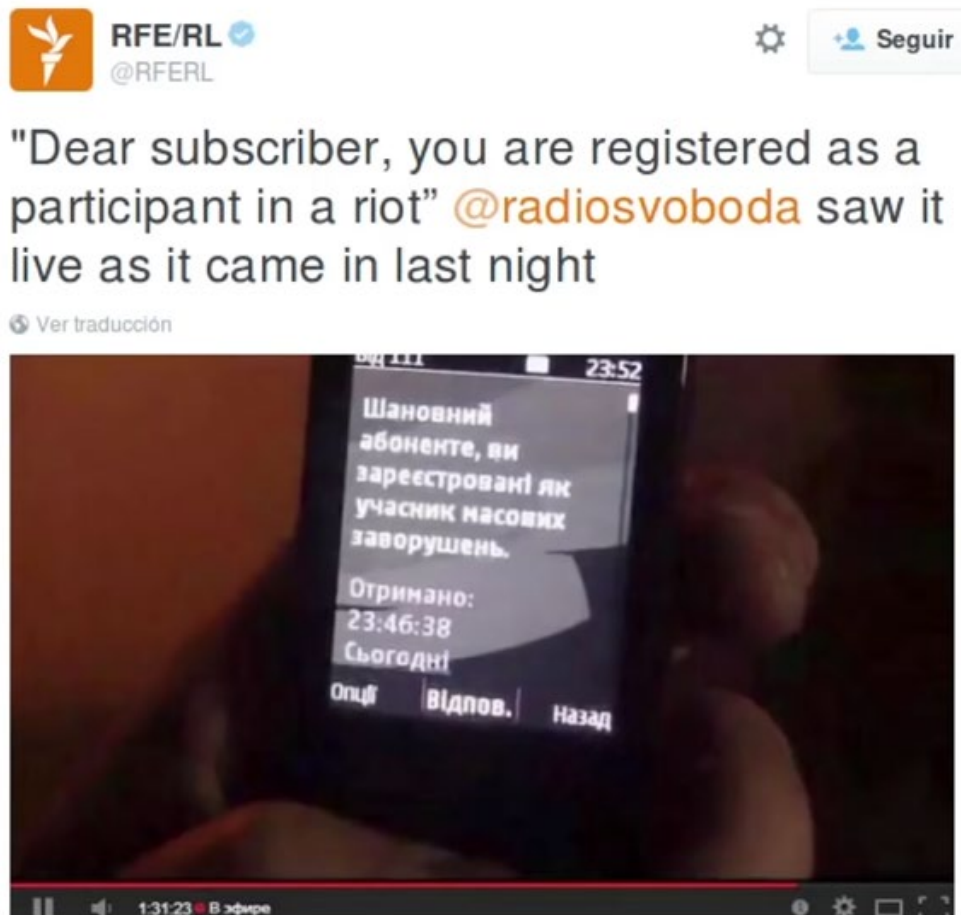 RFE/RL
@RFERL
Seguir
"Dear subscriber, you are registered as a
participant in a riot” @radiosvoboda saw it
live as it came in last night
Ver traducción
Від 111
23:52
Шановний
абоненте, ви
зареєстровані як
учасник масових
заворушень.
Отримано:
23:46:38
Сьогодні
Опції Відпов. Назад
1:31:23 В эфире